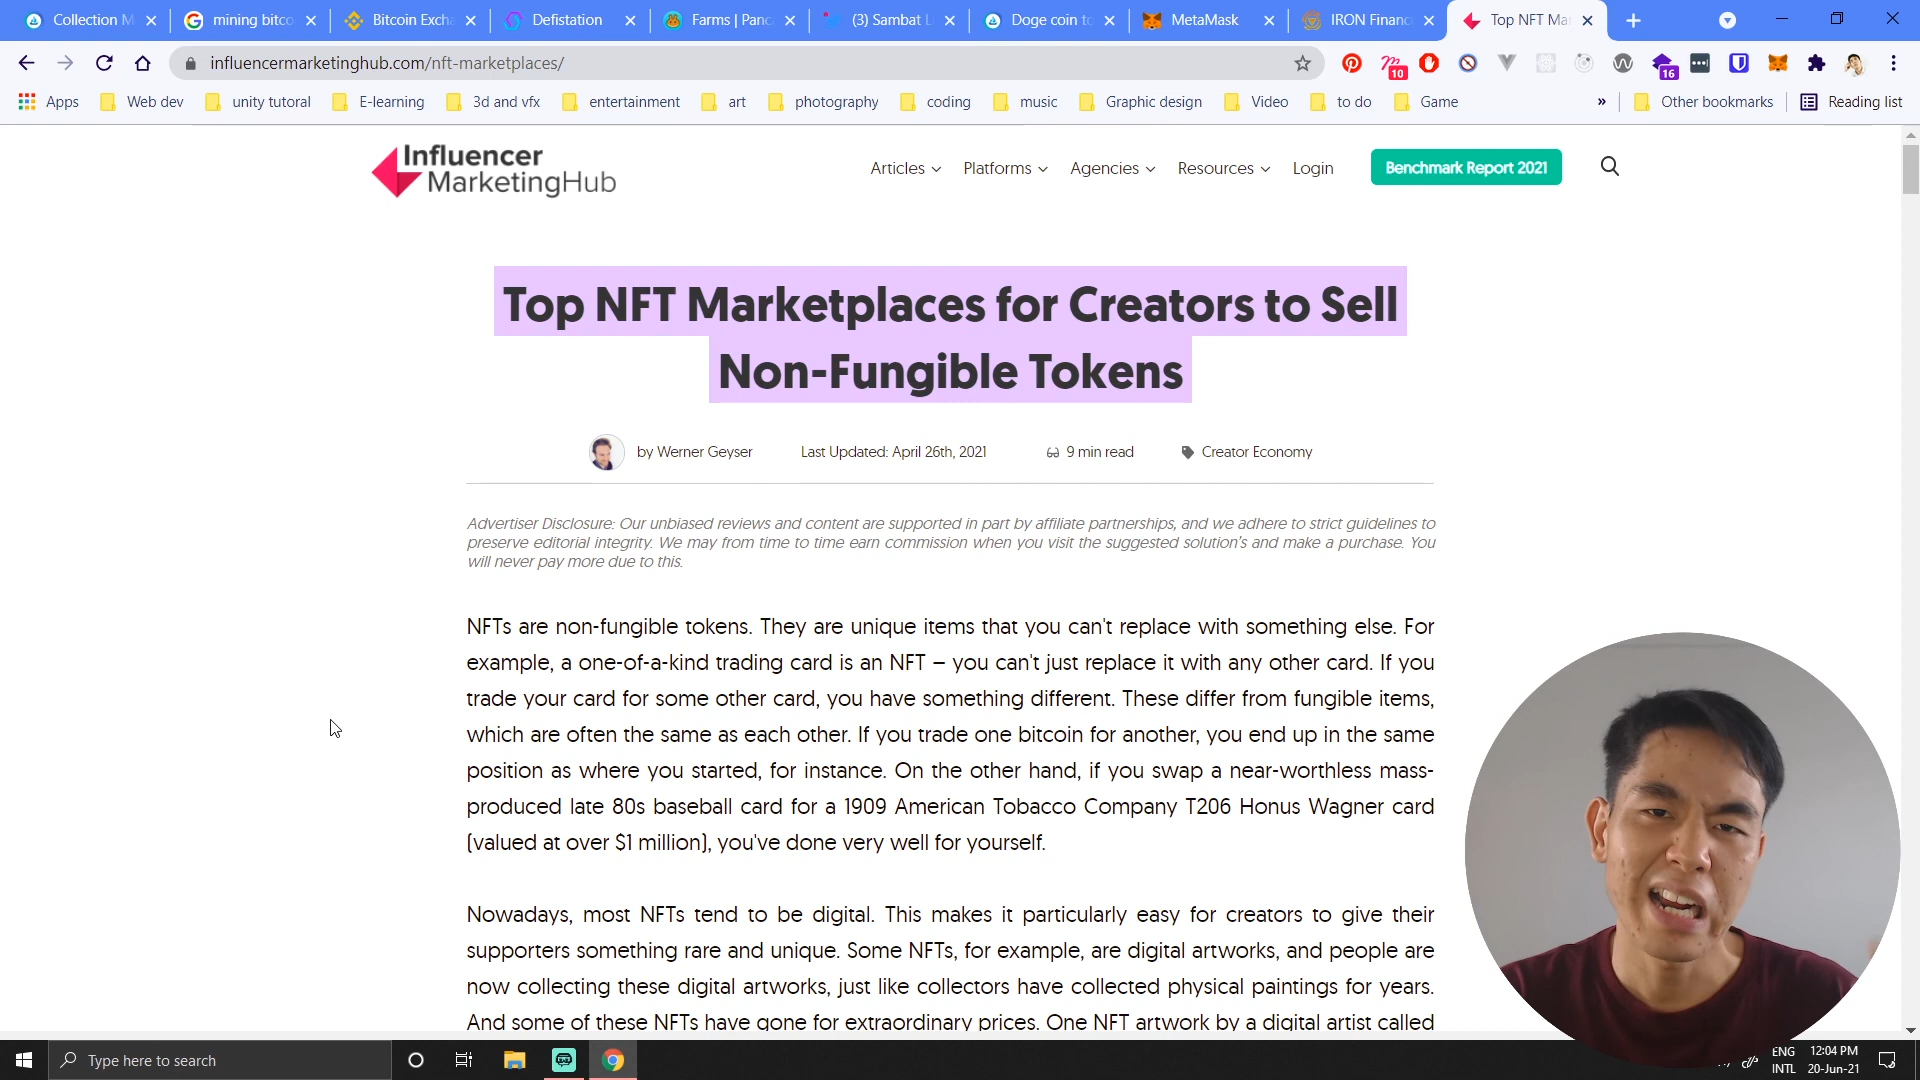 Collection M
mining bitco
Bitcoin Exch
Defistation
Farms | Panc
(3) Sambat L
Doge coin to
MetaMask
IRON Financ
Top NFT Ma
influencermarketinghub.com/nft-marketplaces/
10
16
Apps
Web dev
unity tutoral
E-learning
3d and vfx
entertainment
art
photography
coding
music
Graphic design
Video
to do
Game
»
Other bookmarks
Reading list
Influencer
MarketingHub
Articles
Platforms
Agencies
Resources
Login
Benchmark Report 2021
Top NFT Marketplaces for Creators to Sell
Non-Fungible Tokens
by Werner Geyser
Last Updated: April 26th, 2021
9 min read
Creator Economy
Advertiser Disclosure: Our unbiased reviews and content are supported in part by affiliate partnerships, and we adhere to strict guidelines to
preserve editorial integrity. We may from time to time earn commission when you visit the suggested solution's and make a purchase. You
will never pay more due to this.
NFTs are non-fungible tokens. They are unique items that you can't replace with something else. For
example, a one-of-a-kind trading card is an NFT – you can't just replace it with any other card. If you
trade your card for some other card, you have something different. These differ from fungible items,
which are often the same as each other. If you trade one bitcoin for another, you end up in the same
position as where you started, for instance. On the other hand, if you swap a near-worthless mass-
produced late 80s baseball card for a 1909 American Tobacco Company T206 Honus Wagner card
(valued at over $1 million), you've done very well for yourself.
Nowadays, most NFTs tend to be digital. This makes it particularly easy for creators to give their
supporters something rare and unique. Some NFTs, for example, are digital artworks, and people are
now collecting these digital artworks, just like collectors have collected physical paintings for years.
And some of these NFTs have gone for extraordinary prices. One NFT artwork by a digital artist called
Type here to search
ENG
INTL
12:04 PM
20-Jun-21